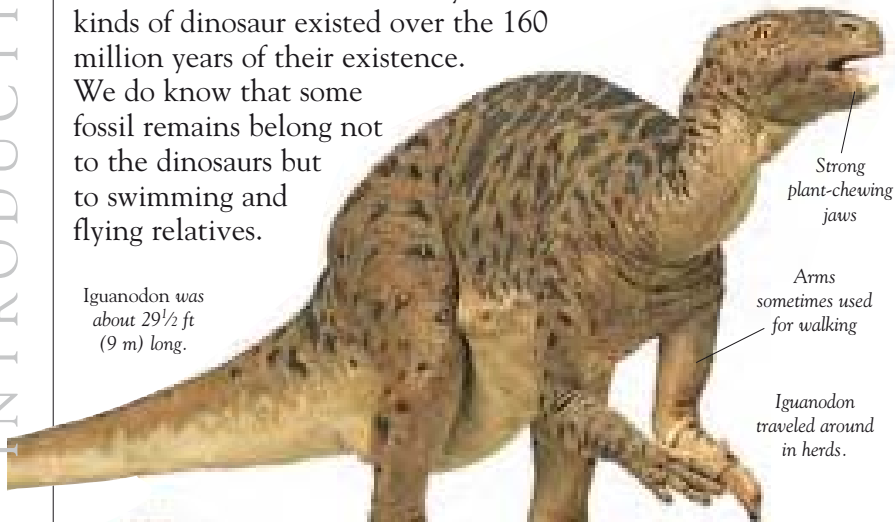 kinds of dinosaur existed over the 160
million years of their existence.
We do know that some
fossil remains belong not
to the dinosaurs but
to swimming and
flying relatives.
Iguanodon was
about 29½ ft
(9 m) long.
Strong
plant-chewing
jaws
Arms
sometimes used
for walking
Iguanodon
traveled around
in herds.